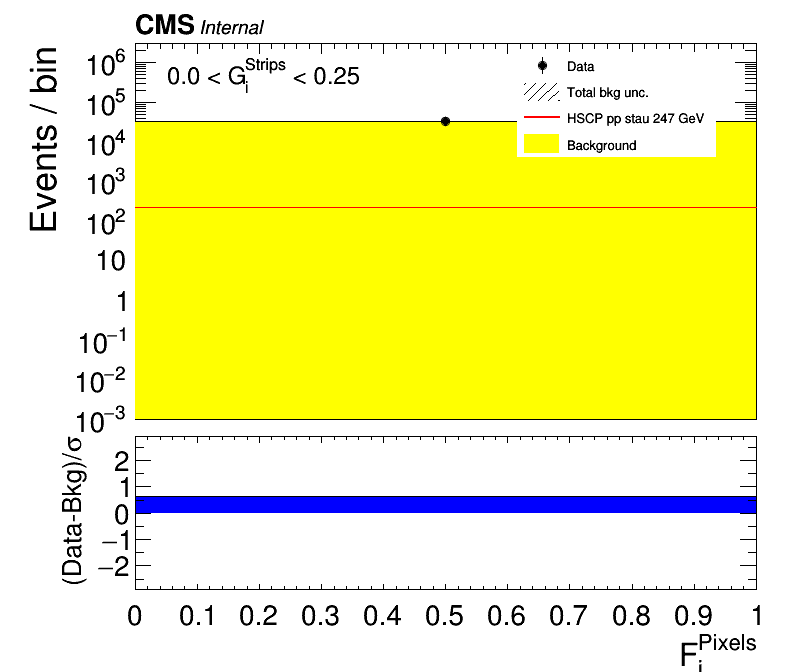 CMS Internal
0.0 < G_i^Strips < 0.25
Data
Total bkg unc.
HSCP pp stau 247 GeV
Background
Events / bin
10^6
10^5
10^4
10^3
10^2
10
1
10^−1
10^−2
10^−3
(Data-Bkg)/σ
2
1
0
−1
−2
0 0.1 0.2 0.3 0.4 0.5 0.6 0.7 0.8 0.9 1
F_i^Pixels